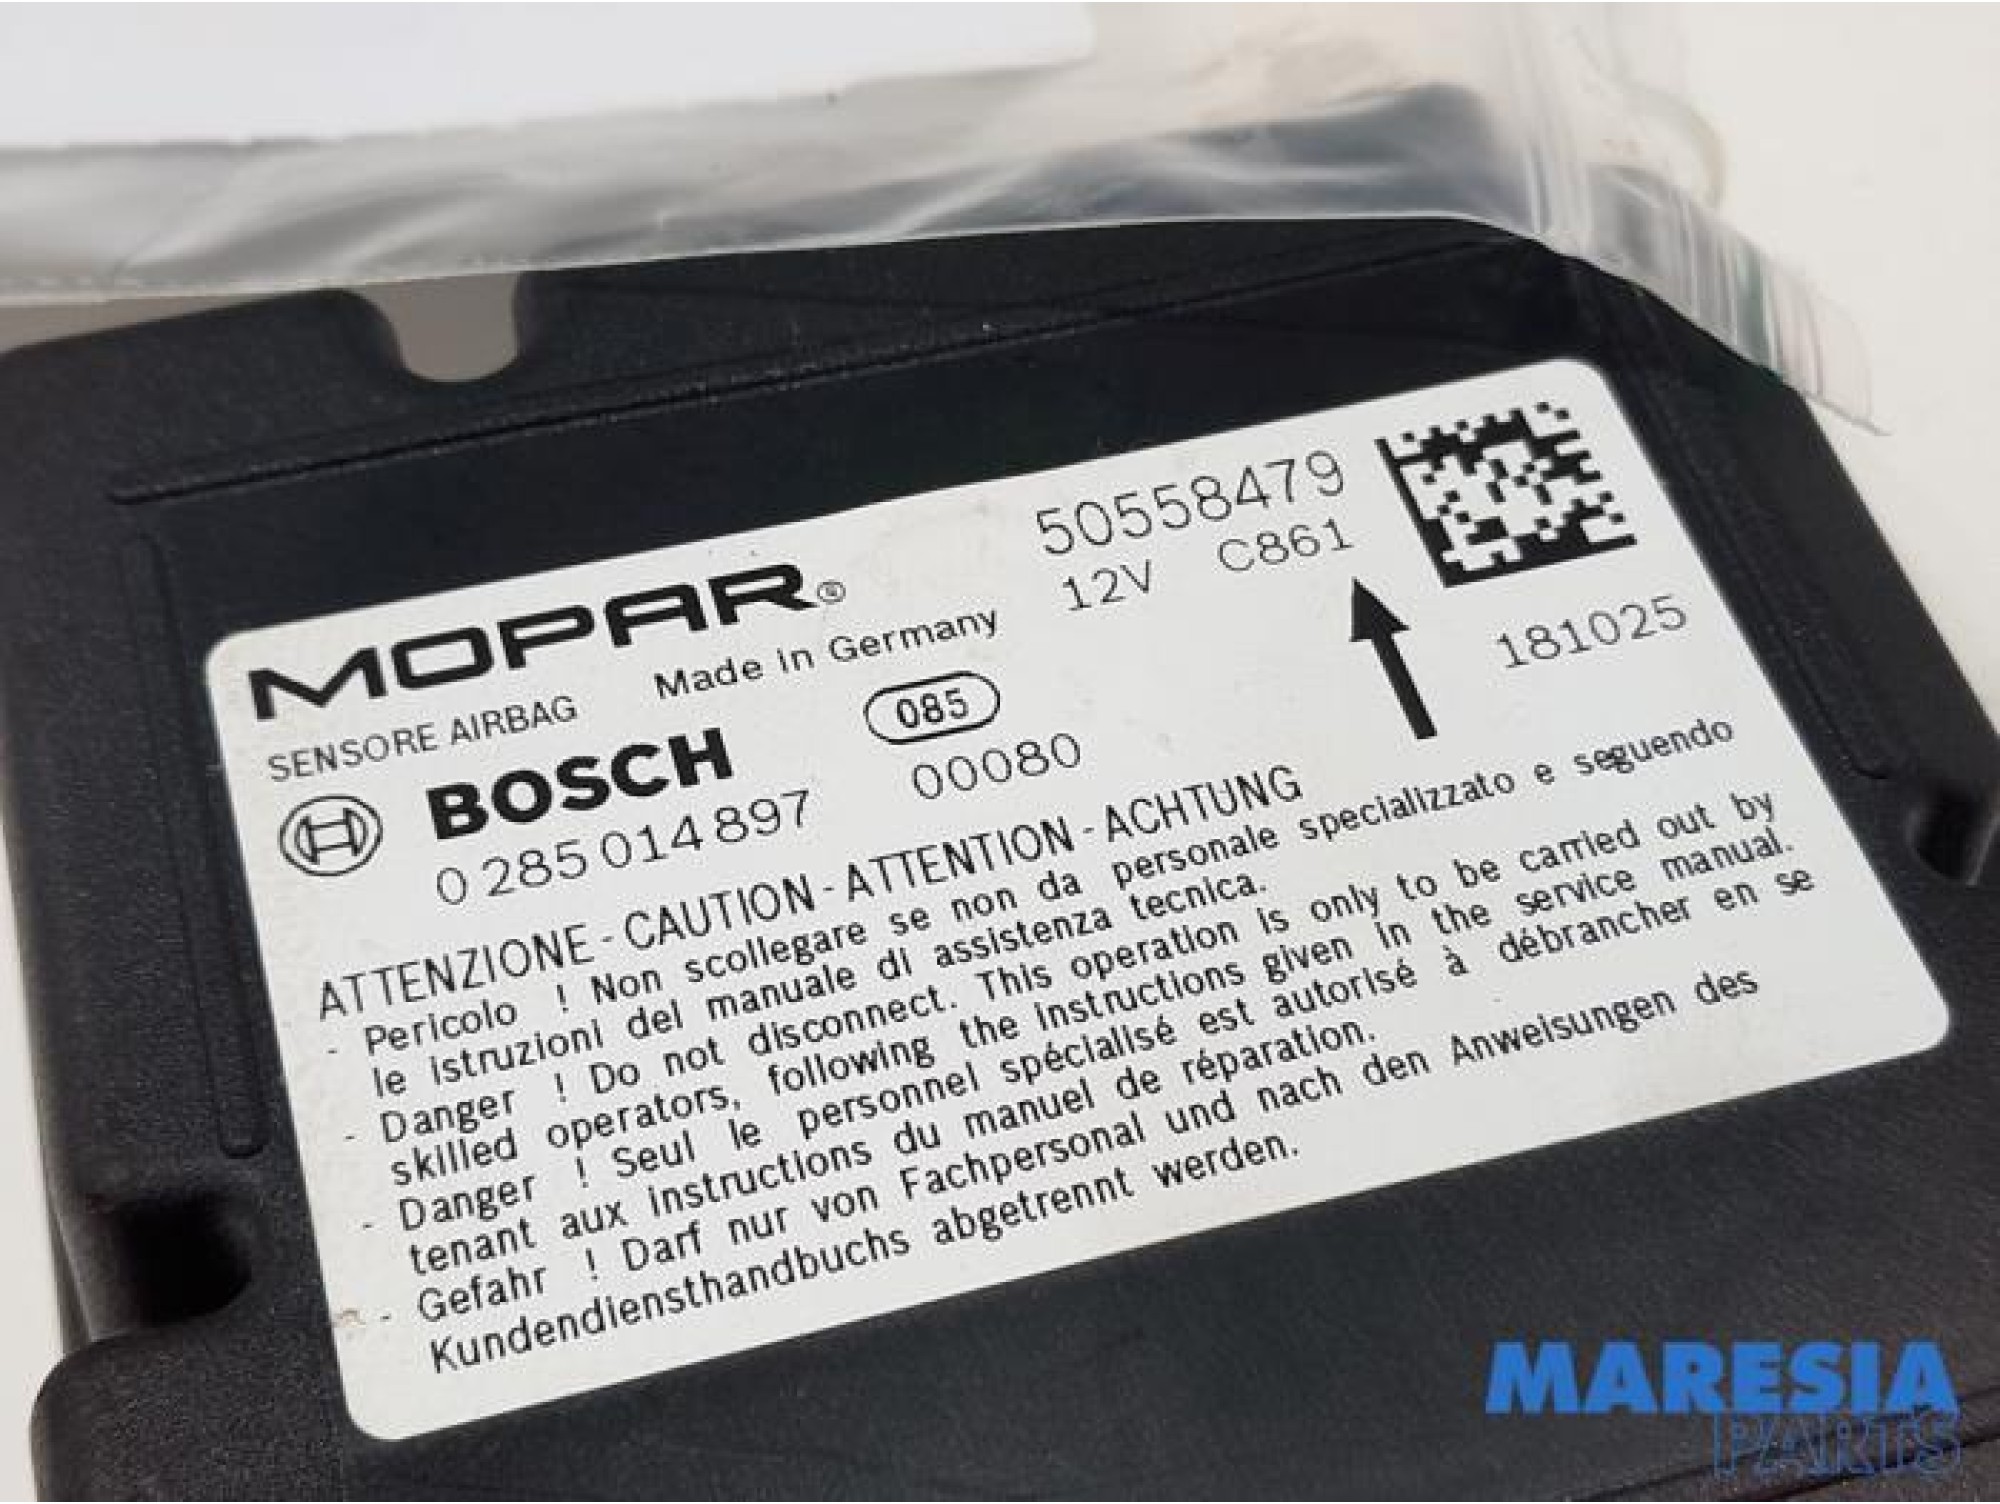 MOPAR®
50558479
12V C861
SENSORE AIRBAG
Made in Germany
181025
BOSCH
085
0 285 014 897
00080
ATTENZIONE - CAUTION - ATTENTION - ACHTUNG
- Pericolo ! Non scollegare se non da personale specializzato e seguendo
le istruzioni del manuale di assistenza tecnica.
- Danger ! Do not disconnect. This operation is only to be carried out by
skilled operators, following the instructions given in the service manual.
- Danger ! Seul le personnel spécialisé est autorisé à débrancher en se
tenant aux instructions du manuel de réparation.
- Gefahr ! Darf nur von Fachpersonal und nach den Anweisungen des
Kundendiensthandbuchs abgetrennt werden.
MARESIA
PARTS